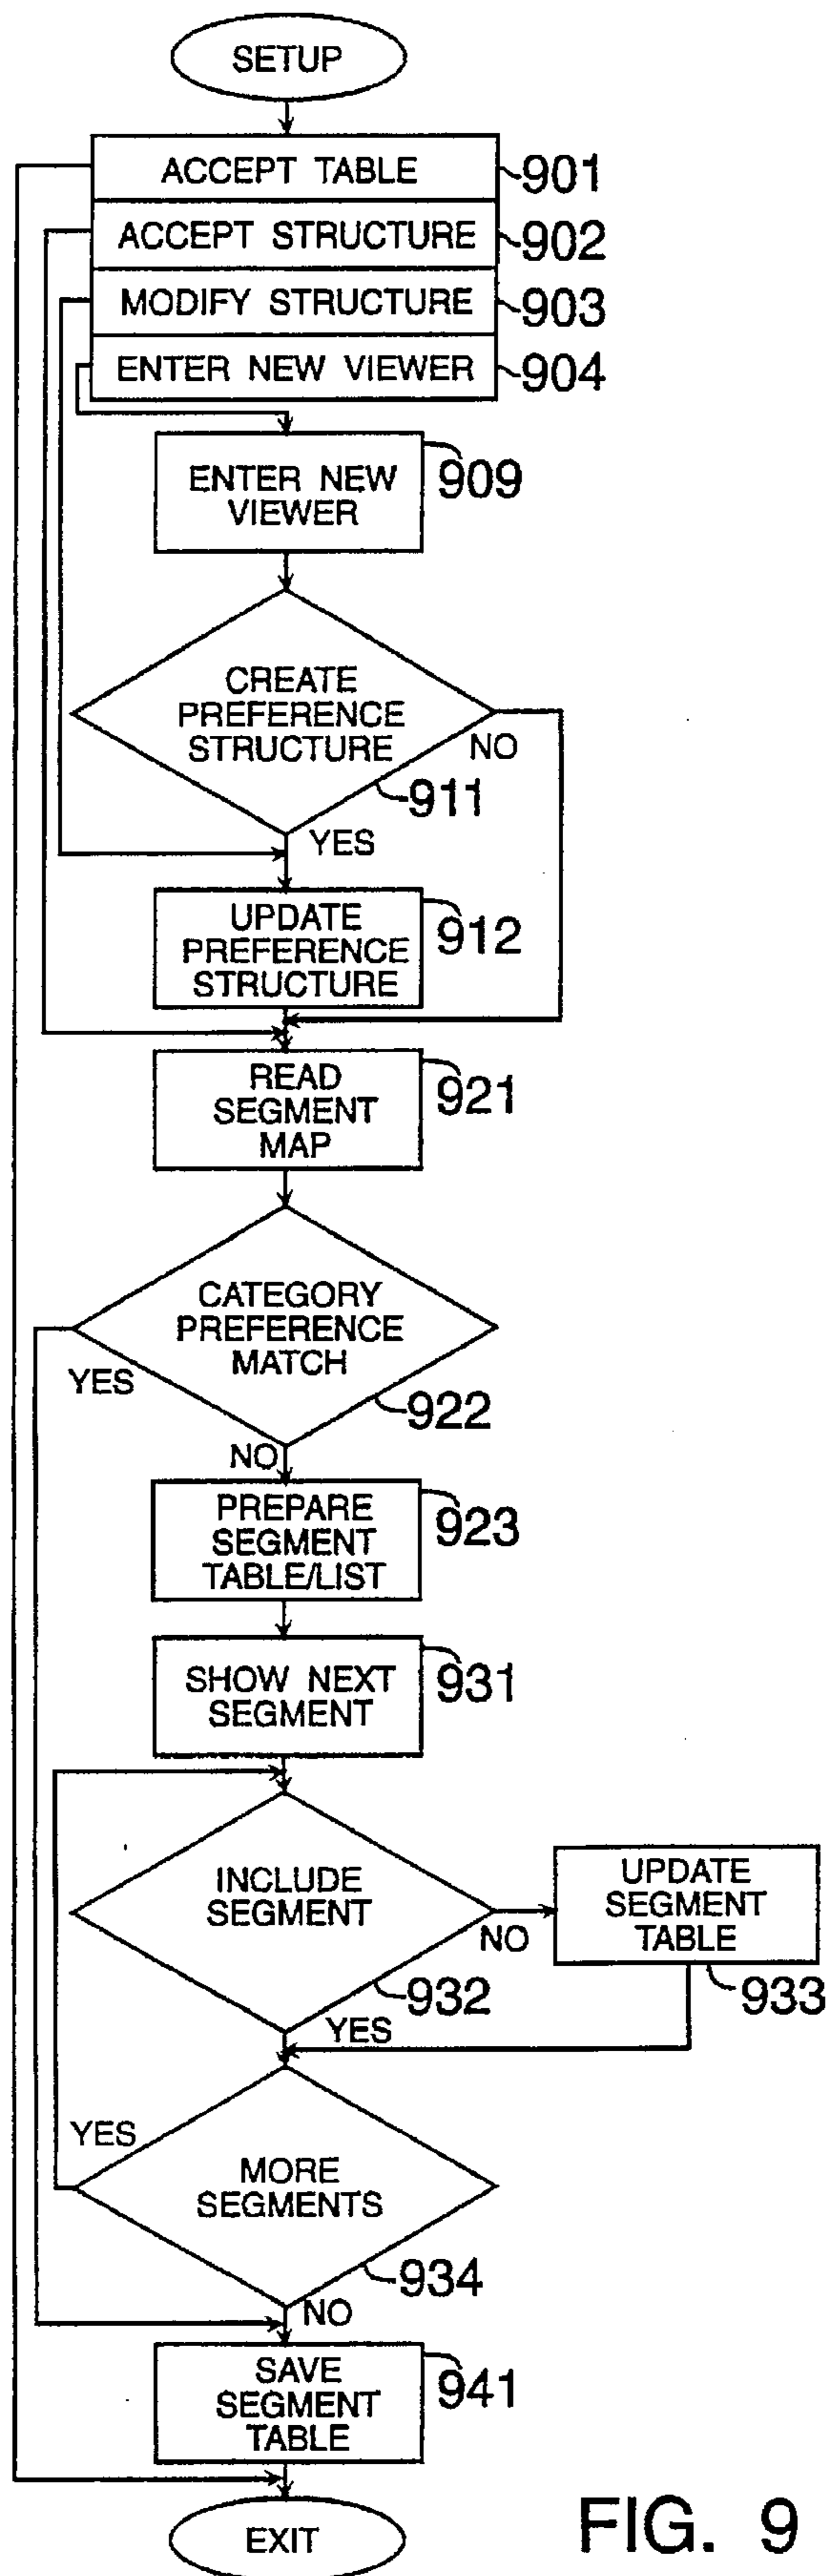 SETUP
ACCEPT TABLE 901
ACCEPT STRUCTURE 902
MODIFY STRUCTURE 903
ENTER NEW VIEWER 904
ENTER NEW
VIEWER
909
CREATE
PREFERENCE
STRUCTURE
NO
911
YES
UPDATE
PREFERENCE
STRUCTURE
912
READ
SEGMENT
MAP
921
CATEGORY
PREFERENCE
MATCH
YES
922
NO
PREPARE
SEGMENT
TABLE/LIST
923
SHOW NEXT
SEGMENT
931
INCLUDE
SEGMENT
NO
932
UPDATE
SEGMENT
TABLE
933
YES
YES
MORE
SEGMENTS
934
NO
SAVE
SEGMENT
TABLE
941
EXIT
FIG. 9